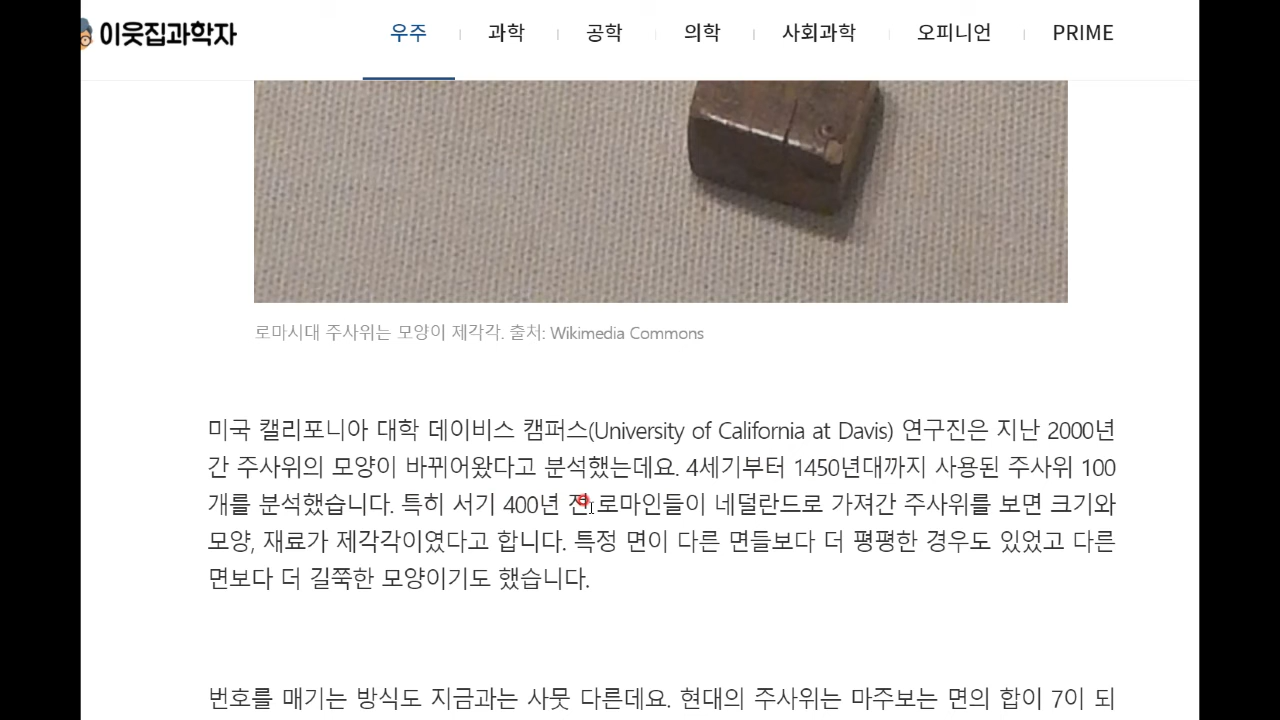 이웃집과학자
우주 과학 공학 의학 사회과학 오피니언 PRIME
로마시대 주사위는 모양이 제각각. 출처: Wikimedia Commons
미국 캘리포니아 대학 데이비스 캠퍼스(University of California at Davis) 연구진은 지난 2000년
간 주사위의 모양이 바뀌어왔다고 분석했는데요. 4세기부터 1450년대까지 사용된 주사위 100
개를 분석했습니다. 특히 서기 400년 전 로마인들이 네덜란드로 가져간 주사위를 보면 크기와
모양, 재료가 제각각이였다고 합니다. 특정 면이 다른 면들보다 더 평평한 경우도 있었고 다른
면보다 더 길쭉한 모양이기도 했습니다.
번호를 매기는 방식도 지금과는 사뭇 다른데요. 현대의 주사위는 마주보는 면의 합이 7이 되